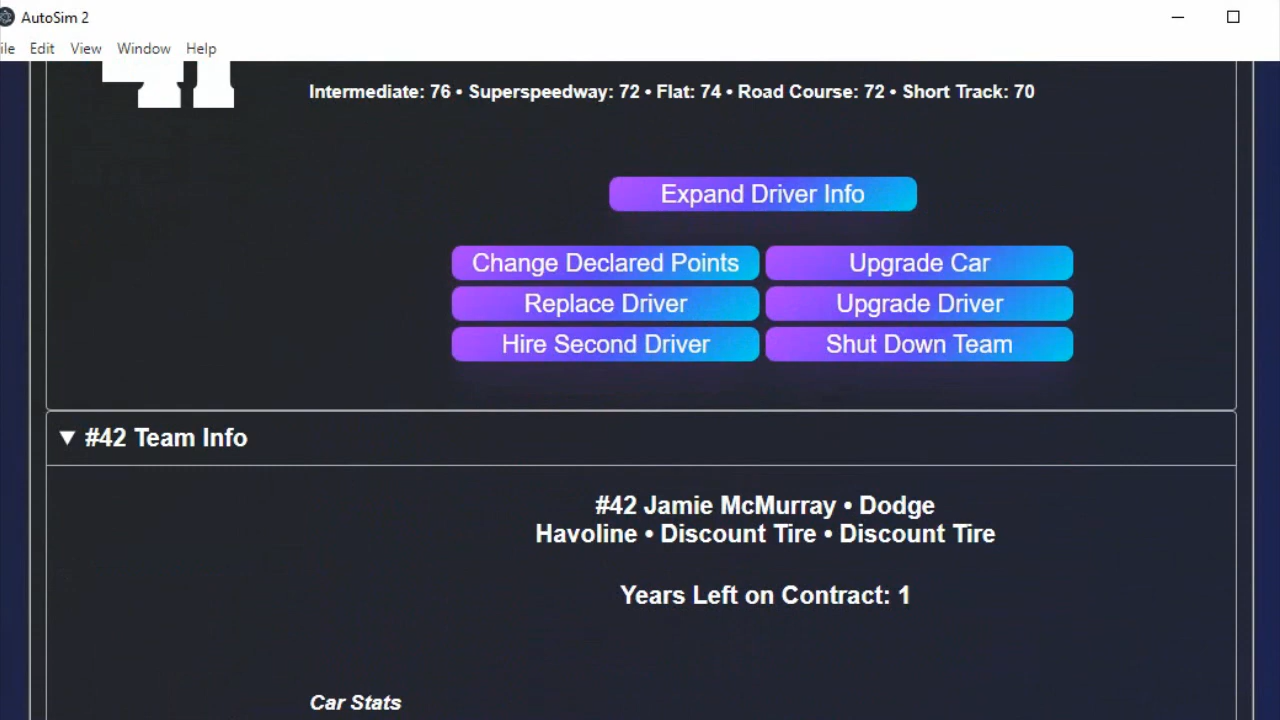 AutoSim 2
ile Edit View Window Help
41
Intermediate: 76 • Superspeedway: 72 • Flat: 74 • Road Course: 72 • Short Track: 70
Expand Driver Info
Change Declared Points Upgrade Car
Replace Driver Upgrade Driver
Hire Second Driver Shut Down Team
▼ #42 Team Info
#42 Jamie McMurray • Dodge
Havoline • Discount Tire • Discount Tire
Years Left on Contract: 1
Car Stats